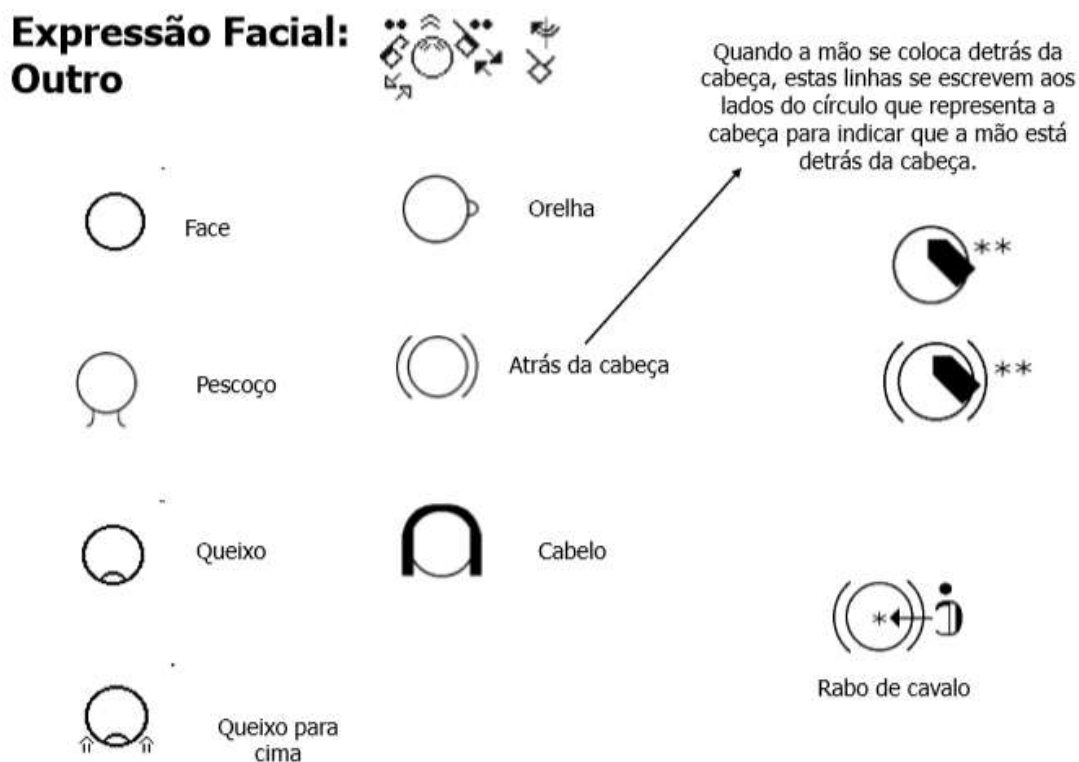 Expressão Facial:
Outro
Quando a mão se coloca detrás da
cabeça, estas linhas se escrevem aos
lados do círculo que representa a
cabeça para indicar que a mão está
detrás da cabeça.
Face
Orelha
**
Pescoço
Atrás da cabeça
**
Queixo
Cabelo
*
Rabo de cavalo
Queixo para
cima